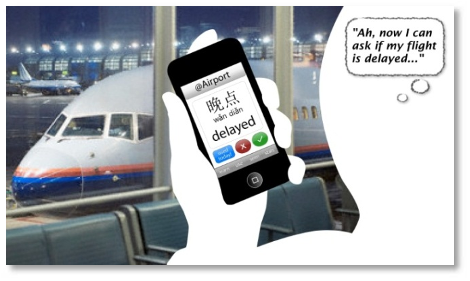 "Ah, now I can
ask if my flight
is delayed..."
@Airport
晚点
wǎn diǎn
delayed